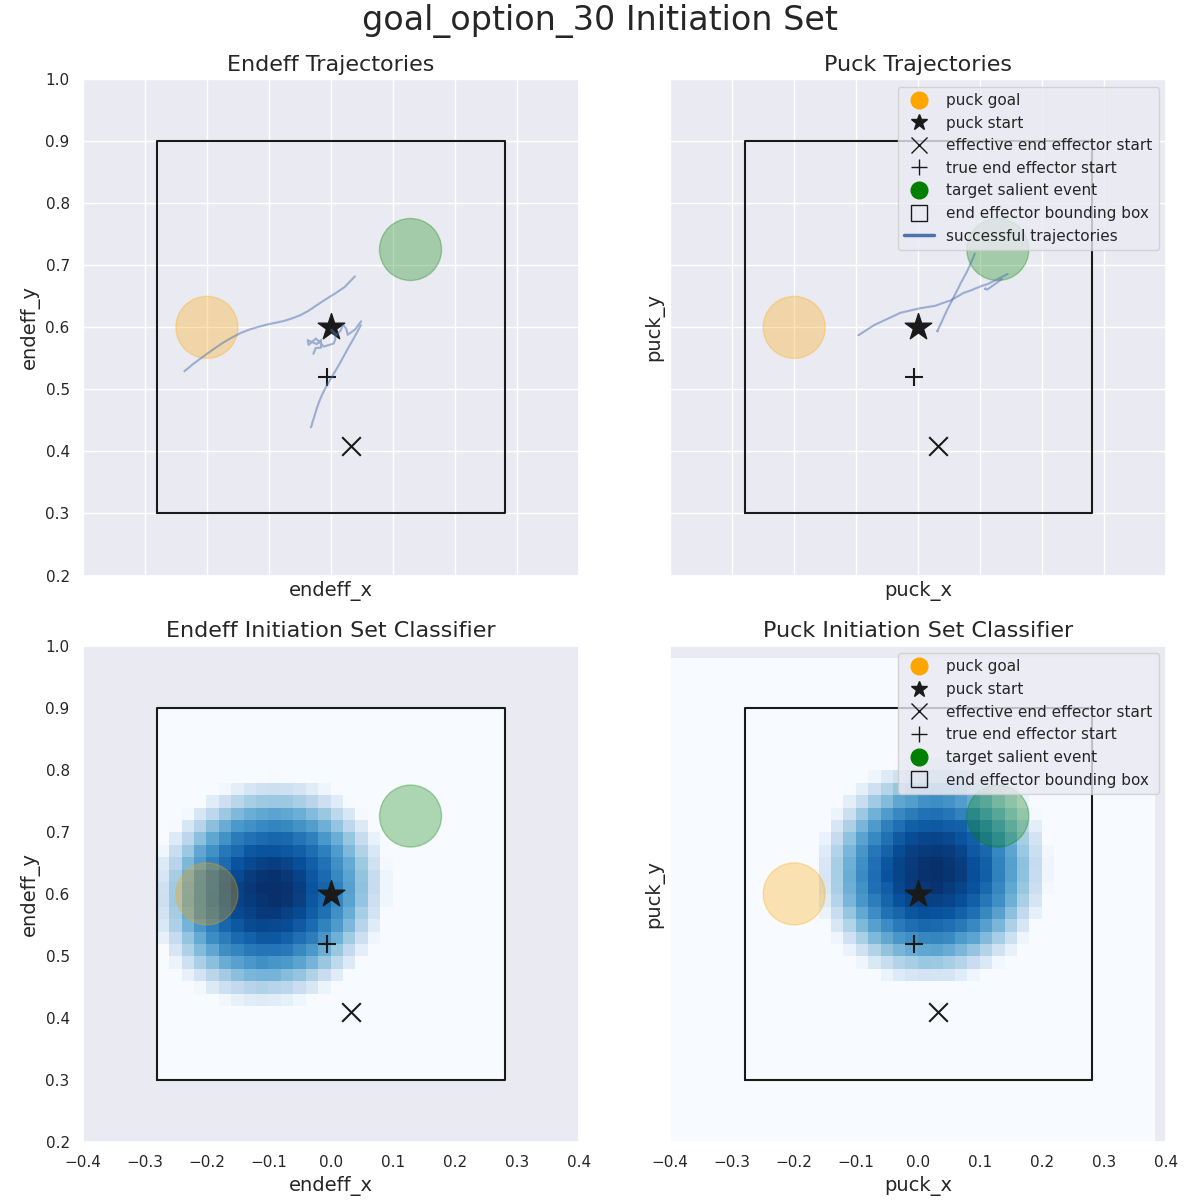 goal_option_30 Initiation Set
Endeff Trajectories
1.0
0.9
0.8
0.7
0.6
0.5
0.4
0.3
0.2
endeff_y
endeff_x
Puck Trajectories
puck goal
puck start
effective end effector start
true end effector start
target salient event
end effector bounding box
successful trajectories
puck_y
puck_x
Endeff Initiation Set Classifier
1.0
0.9
0.8
0.7
0.6
0.5
0.4
0.3
0.2
endeff_y
−0.4 −0.3 −0.2 −0.1 0.0 0.1 0.2 0.3 0.4
endeff_x
Puck Initiation Set Classifier
puck goal
puck start
effective end effector start
true end effector start
target salient event
end effector bounding box
puck_y
−0.4 −0.3 −0.2 −0.1 0.0 0.1 0.2 0.3 0.4
puck_x